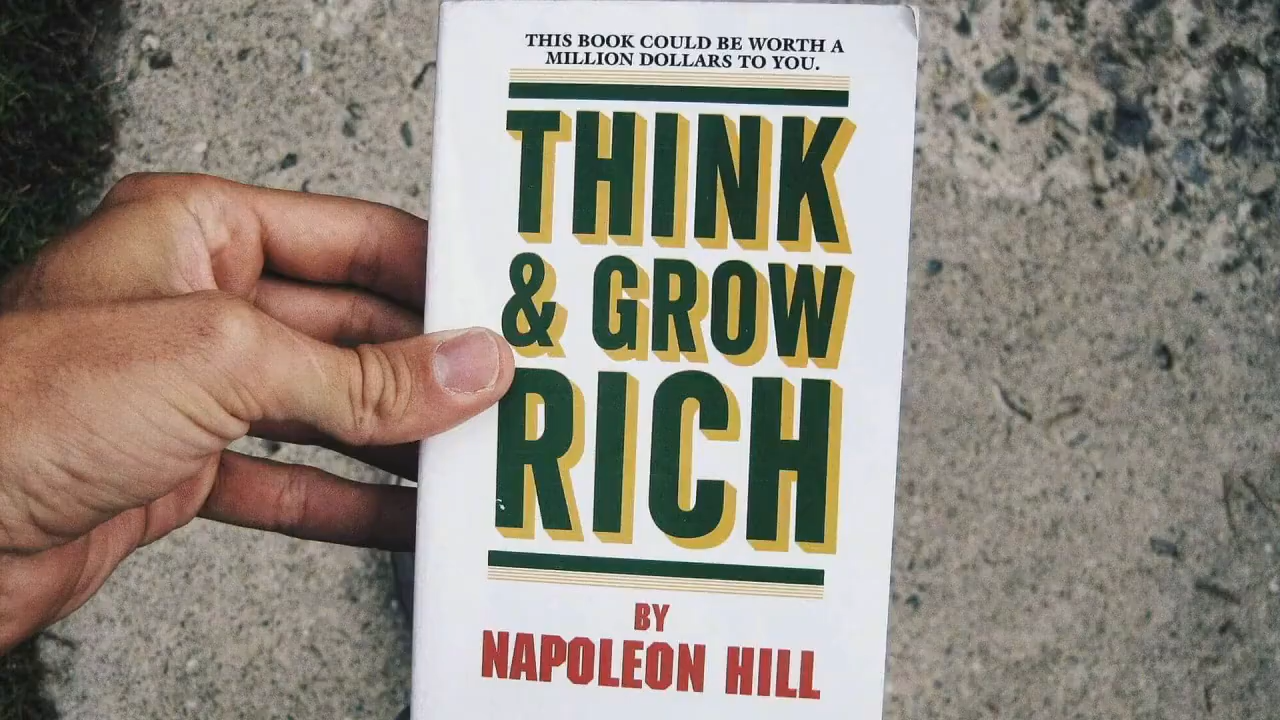 THIS BOOK COULD BE WORTH A
MILLION DOLLARS TO YOU.
THINK
& GROW
RICH
BY
NAPOLEON HILL